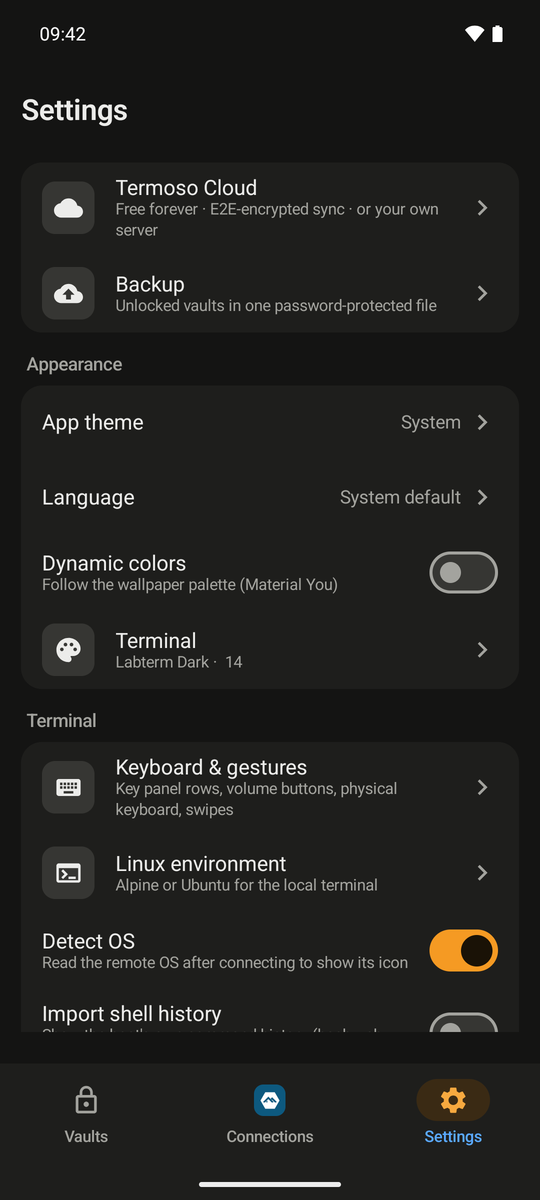 09:42
Settings
Termoso Cloud
Free forever · E2E-encrypted sync · or your own
server
Backup
Unlocked vaults in one password-protected file
Appearance
App theme
System
Language
System default
Dynamic colors
Follow the wallpaper palette (Material You)
Terminal
Labterm Dark · 14
Terminal
Keyboard & gestures
Key panel rows, volume buttons, physical
keyboard, swipes
Linux environment
Alpine or Ubuntu for the local terminal
Detect OS
Read the remote OS after connecting to show its icon
Import shell history
Vaults
Connections
Settings